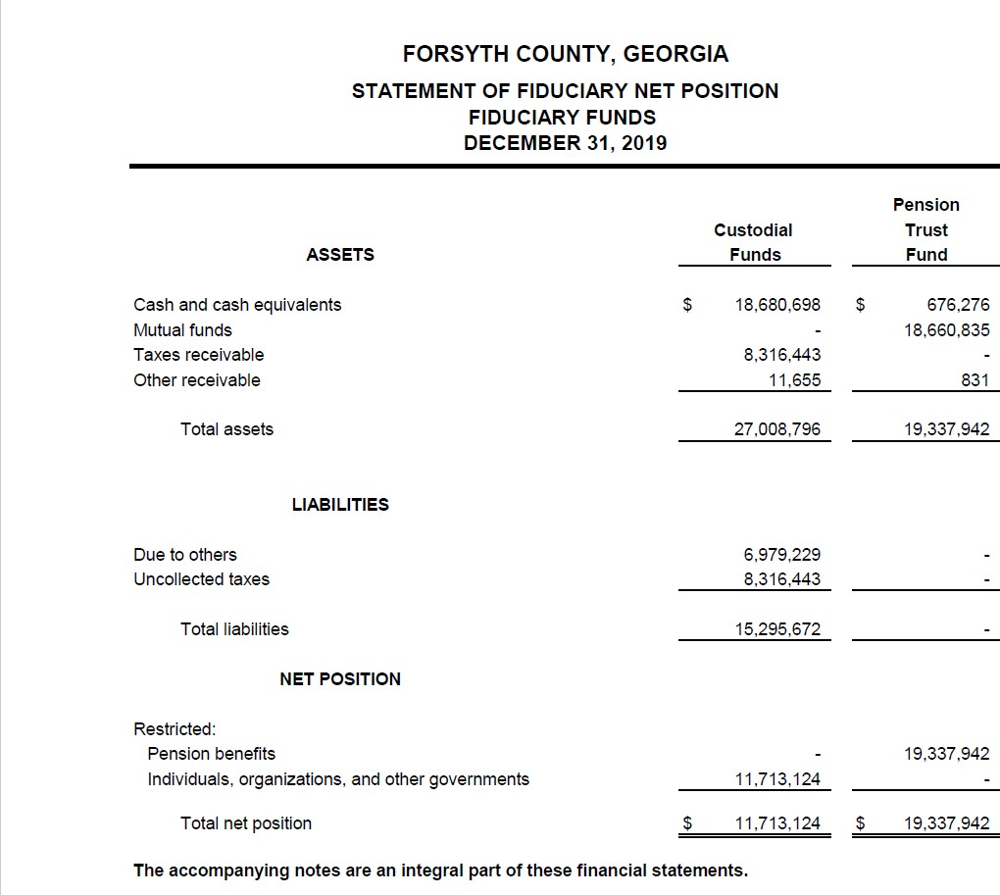 FORSYTH COUNTY, GEORGIA
STATEMENT OF FIDUCIARY NET POSITION
FIDUCIARY FUNDS
DECEMBER 31, 2019
Pension
Custodial Trust
ASSETS Funds Fund
Cash and cash equivalents $ 18,680,698 $ 676,276
Mutual funds - 18,660,835
Taxes receivable 8,316,443 -
Other receivable 11,655 831
Total assets 27,008,796 19,337,942
LIABILITIES
Due to others 6,979,229 -
Uncollected taxes 8,316,443 -
Total liabilities 15,295,672 -
NET POSITION
Restricted:
Pension benefits - 19,337,942
Individuals, organizations, and other governments 11,713,124 -
Total net position $ 11,713,124 $ 19,337,942
The accompanying notes are an integral part of these financial statements.